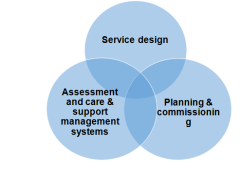 Service design
Assessment
and care &
support
management
systems
Planning &
commissionin
g